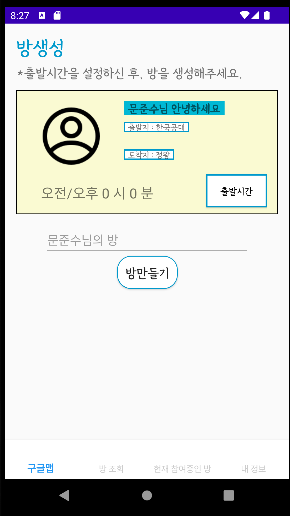 8:27
방생성
*출발시간을 설정하신 후, 방을 생성해주세요.
문준수님 안녕하세요
출발지 : 한국공대
도착지 : 정왕
오전/오후 0 시 0 분
출발시간
문준수님의 방
방만들기
구글맵
방 조회
현재 참여중인 방
내 정보